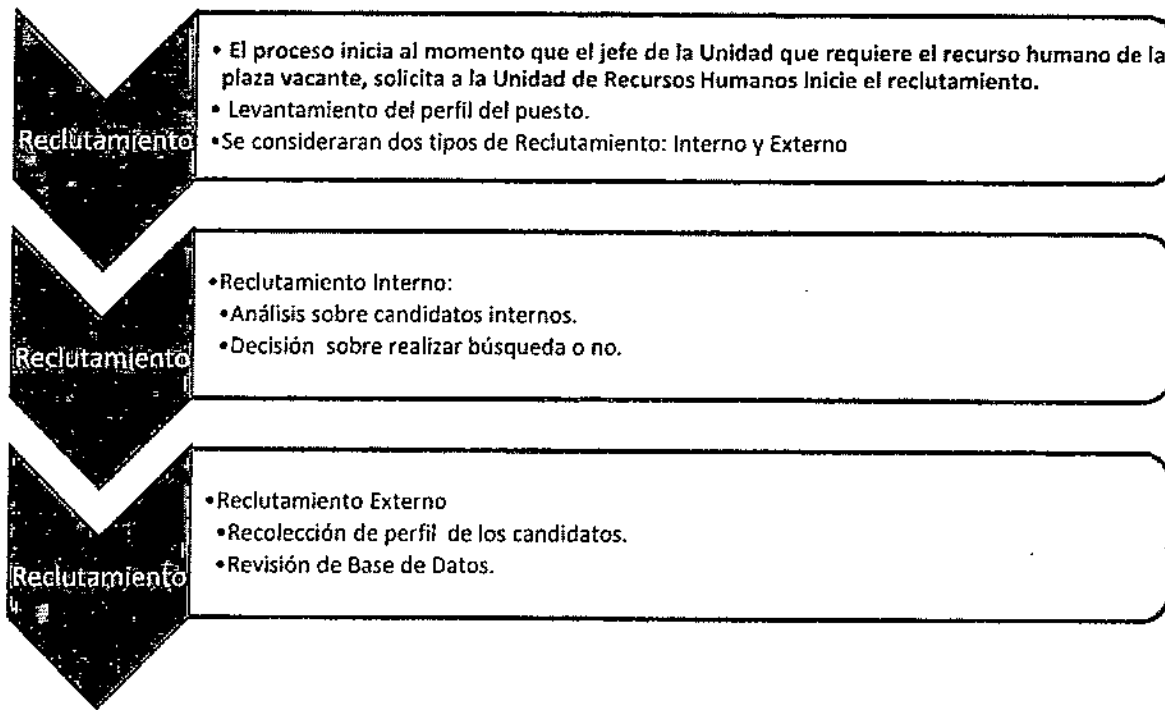 Reclutamiento
• El proceso inicia al momento que el jefe de la Unidad que requiere el recurso humano de la
plaza vacante, solicita a la Unidad de Recursos Humanos Inicie el reclutamiento.
• Levantamiento del perfil del puesto.
•Se consideraran dos tipos de Reclutamiento: Interno y Externo
Reclutamiento
•Reclutamiento Interno:
•Análisis sobre candidatos internos.
•Decisión sobre realizar búsqueda o no.
Reclutamiento
•Reclutamiento Externo
•Recolección de perfil de los candidatos.
•Revisión de Base de Datos.